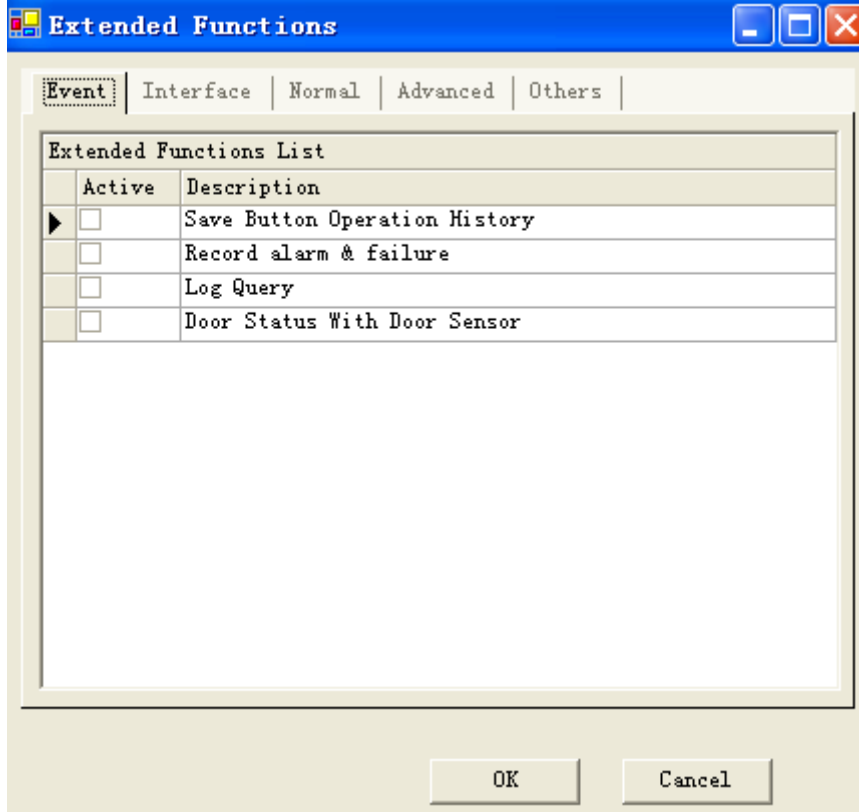 Extended Functions
Event Interface Normal Advanced Others
Extended Functions List
Active Description
Save Button Operation History
Record alarm & failure
Log Query
Door Status With Door Sensor
OK Cancel